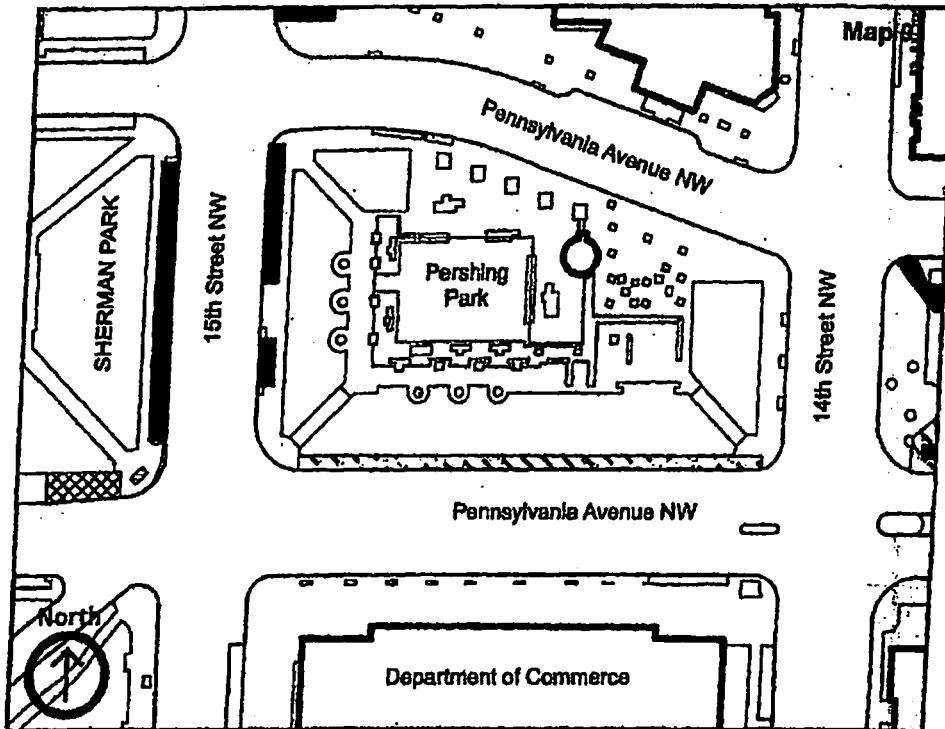 Map 9
Pennsylvania Avenue NW
SHERMAN PARK
15th Street NW
Pershing
Park
14th Street NW
Pennsylvania Avenue NW
North
Department of Commerce